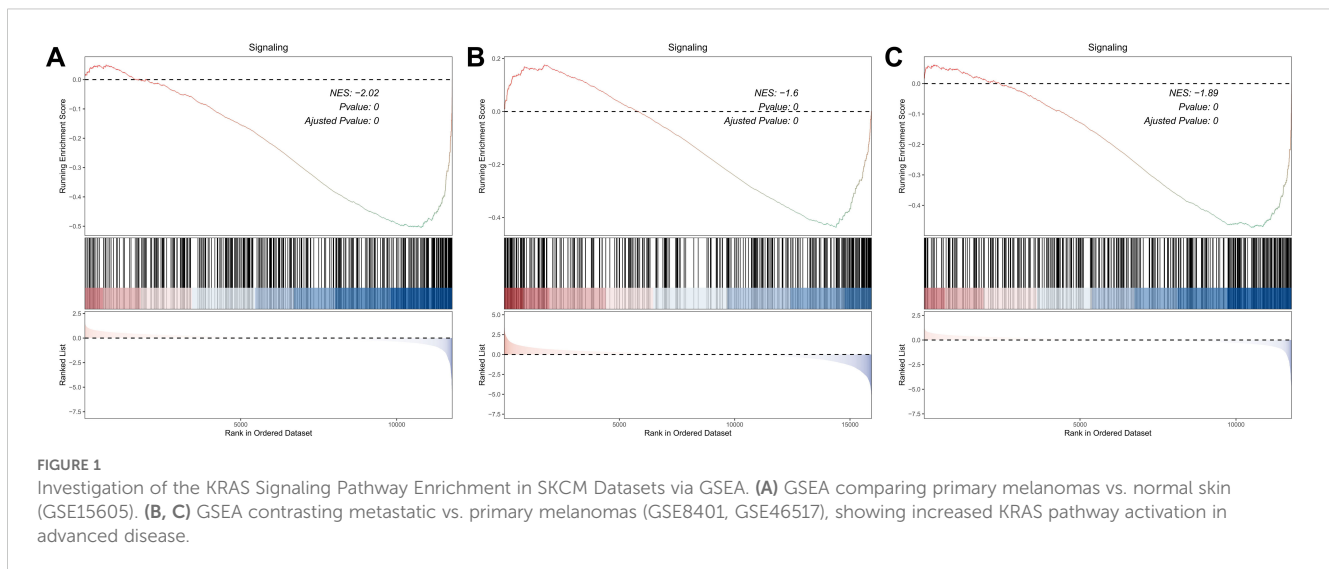 A
Signaling
Running Enrichment Score
0.0
−0.1
−0.2
−0.3
−0.4
−0.5
NES: −2.02
Pvalue: 0
Ajusted Pvalue: 0
Ranked List
2.5
0.0
−2.5
−5.0
−7.5
5000
10000
Rank in Ordered Dataset
B
Signaling
Running Enrichment Score
0.2
0.0
−0.2
−0.4
NES: −1.6
Pvalue: 0
Ajusted Pvalue: 0
Ranked List
5.0
2.5
0.0
−2.5
−5.0
−7.5
5000
10000
15000
Rank in Ordered Dataset
C
Signaling
Running Enrichment Score
0.0
−0.1
−0.2
−0.3
−0.4
NES: −1.89
Pvalue: 0
Ajusted Pvalue: 0
Ranked List
2.5
0.0
−2.5
−5.0
−7.5
5000
10000
Rank in Ordered Dataset
FIGURE 1
Investigation of the KRAS Signaling Pathway Enrichment in SKCM Datasets via GSEA. (A) GSEA comparing primary melanomas vs. normal skin
(GSE15605). (B, C) GSEA contrasting metastatic vs. primary melanomas (GSE8401, GSE46517), showing increased KRAS pathway activation in
advanced disease.